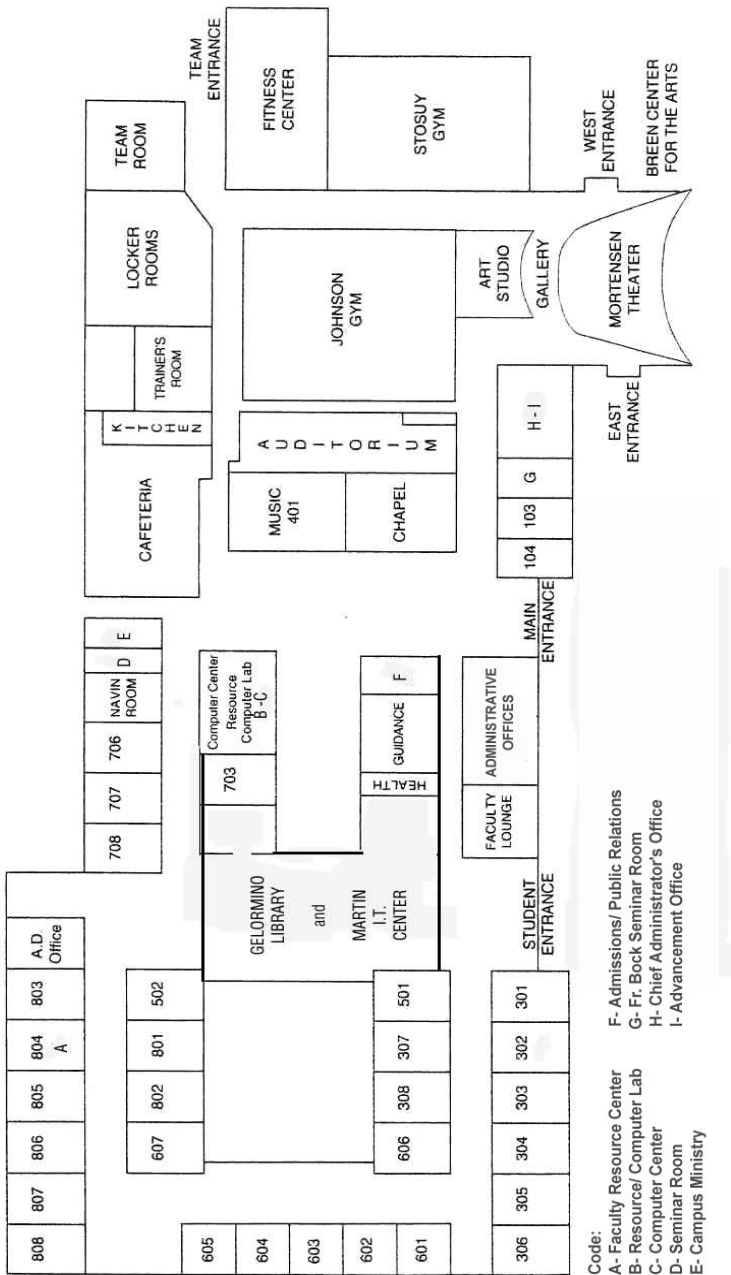 808
807
806
805
804
A
803
A.D.
Office
607
802
801
502
708
707
706
NAVIN
ROOM
D
E
CAFETERIA
KITCHEN
TRAINER'S
ROOM
LOCKER
ROOMS
TEAM
ROOM
TEAM
ENTRANCE
605
604
603
602
601
GELORMINO
LIBRARY
and
MARTIN
I.T.
CENTER
703
Computer Center
Resource
Computer Lab
B -C
MUSIC
401
CHAPEL
AUDITORIUM
JOHNSON
GYM
FITNESS
CENTER
STOSUY
GYM
606
308
307
501
HEALTH
GUIDANCE
F
ART
STUDIO
GALLERY
306
305
304
303
302
301
STUDENT
ENTRANCE
FACULTY
LOUNGE
ADMINISTRATIVE
OFFICES
MAIN
ENTRANCE
104
103
G
H - I
EAST
ENTRANCE
MORTENSEN
THEATER
WEST
ENTRANCE
BREEN CENTER
FOR THE ARTS
Code:
A- Faculty Resource Center
B- Resource/ Computer Lab
C- Computer Center
D- Seminar Room
E- Campus Ministry
F- Admissions/ Public Relations
G- Fr. Bock Seminar Room
H- Chief Administrator's Office
I- Advancement Office